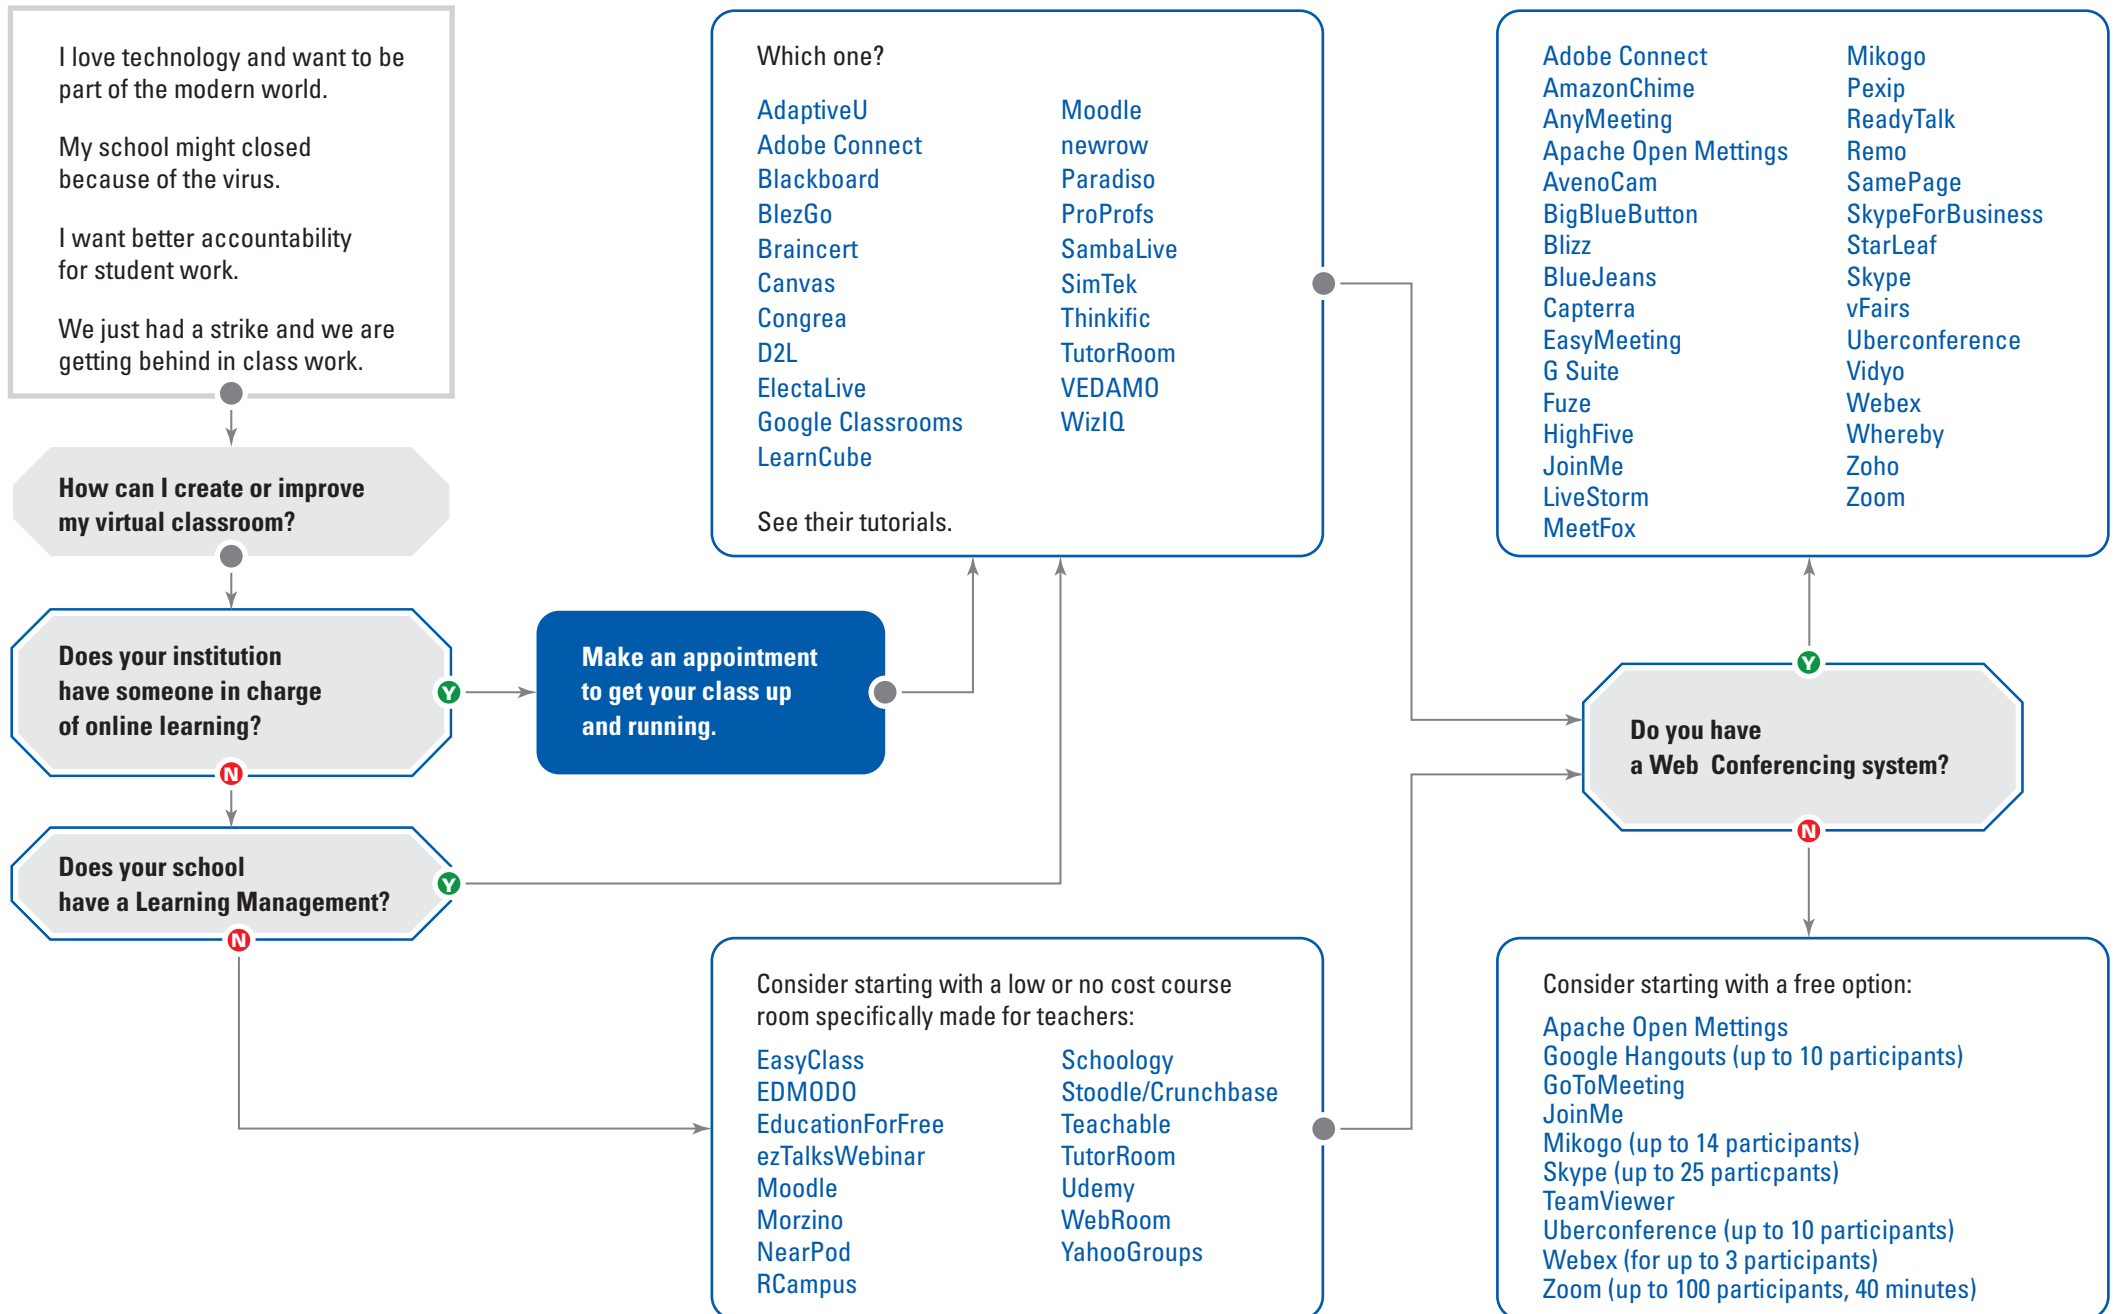 I love technology and want to be
part of the modern world.
My school might closed
because of the virus.
I want better accountability
for student work.
We just had a strike and we are
getting behind in class work.
How can I create or improve
my virtual classroom?
Does your institution
have someone in charge
of online learning?
Y
N
Make an appointment
to get your class up
and running.
Does your school
have a Learning Management?
Y
N
Which one?
AdaptiveU
Adobe Connect
Blackboard
BlezGo
Braincert
Canvas
Congrea
D2L
ElectaLive
Google Classrooms
LearnCube
Moodle
newrow
Paradiso
ProProfs
SambaLive
SimTek
Thinkific
TutorRoom
VEDAMO
WizIQ
See their tutorials.
Consider starting with a low or no cost course
room specifically made for teachers:
EasyClass
EDMODO
EducationForFree
ezTalksWebinar
Moodle
Morzino
NearPod
RCampus
Schoology
Stoodle/Crunchbase
Teachable
TutorRoom
Udemy
WebRoom
YahooGroups
Do you have
a Web  Conferencing system?
Y
N
Adobe Connect
AmazonChime
AnyMeeting
Apache Open Mettings
AvenoCam
BigBlueButton
Blizz
BlueJeans
Capterra
EasyMeeting
G Suite
Fuze
HighFive
JoinMe
LiveStorm
MeetFox
Mikogo
Pexip
ReadyTalk
Remo
SamePage
SkypeForBusiness
StarLeaf
Skype
vFairs
Uberconference
Vidyo
Webex
Whereby
Zoho
Zoom
Consider starting with a free option:
Apache Open Mettings
Google Hangouts (up to 10 participants)
GoToMeeting
JoinMe
Mikogo (up to 14 participants)
Skype (up to 25 particpants)
TeamViewer
Uberconference (up to 10 participants)
Webex (for up to 3 participants)
Zoom (up to 100 participants, 40 minutes)